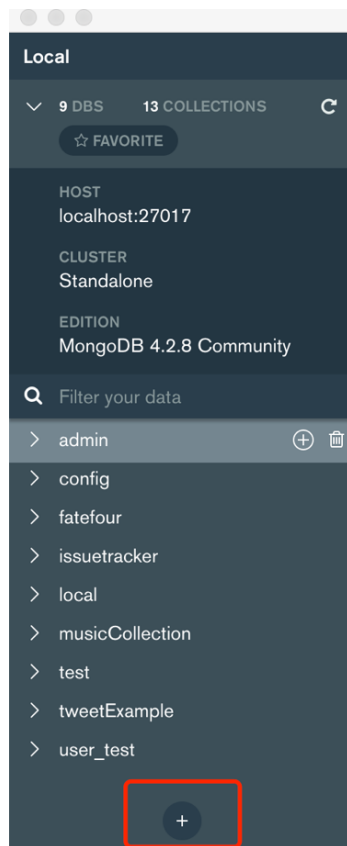 Local
9 DBS 13 COLLECTIONS
FAVORITE
HOST
localhost:27017
CLUSTER
Standalone
EDITION
MongoDB 4.2.8 Community
Filter your data
admin
config
fatefour
issuetracker
local
musicCollection
test
tweetExample
user_test